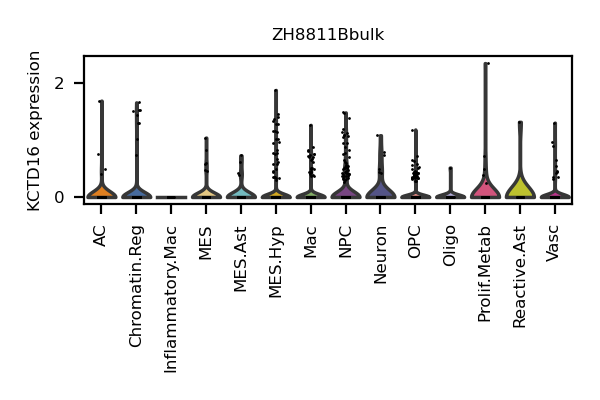 ZH8811Bbulk
KCTD16 expression
2
0
AC
Chromatin.Reg
Inflammatory.Mac
MES
MES.Ast
MES.Hyp
Mac
NPC
Neuron
OPC
Oligo
Prolif.Metab
Reactive.Ast
Vasc